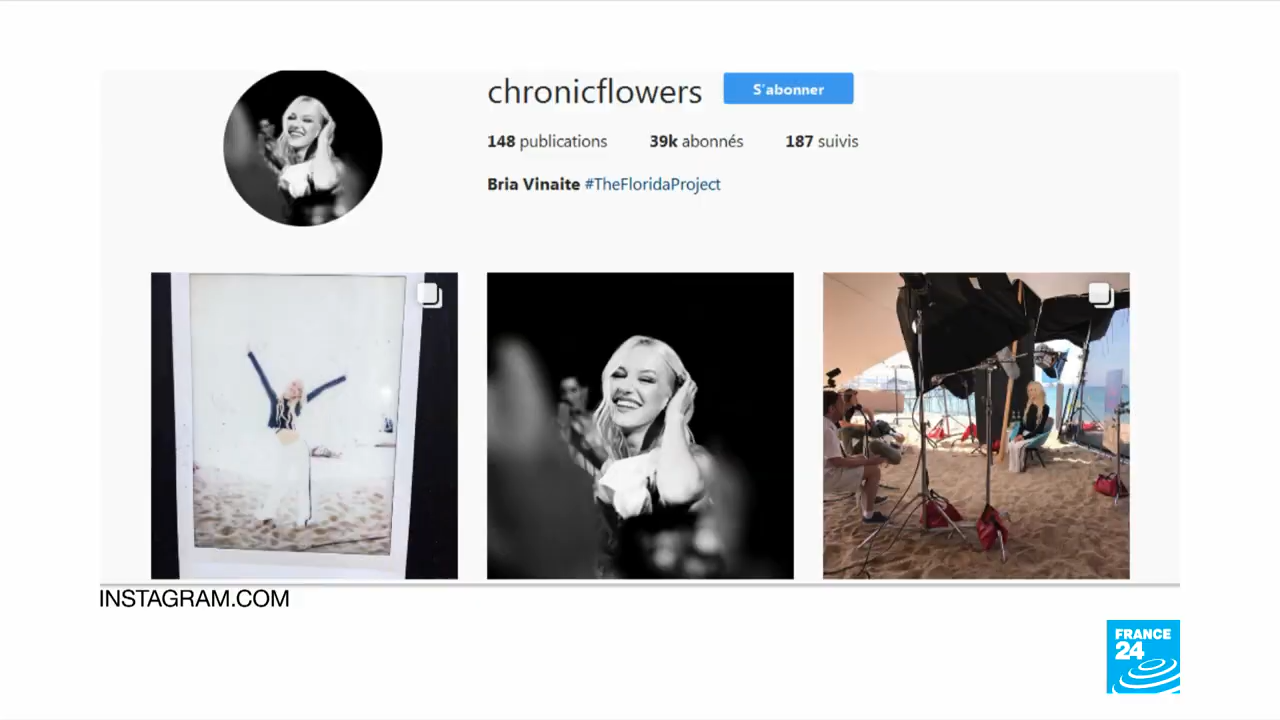 chronicflowers S'abonner
148 publications 39k abonnés 187 suivis
Bria Vinaite #TheFloridaProject
INSTAGRAM.COM
FRANCE
24